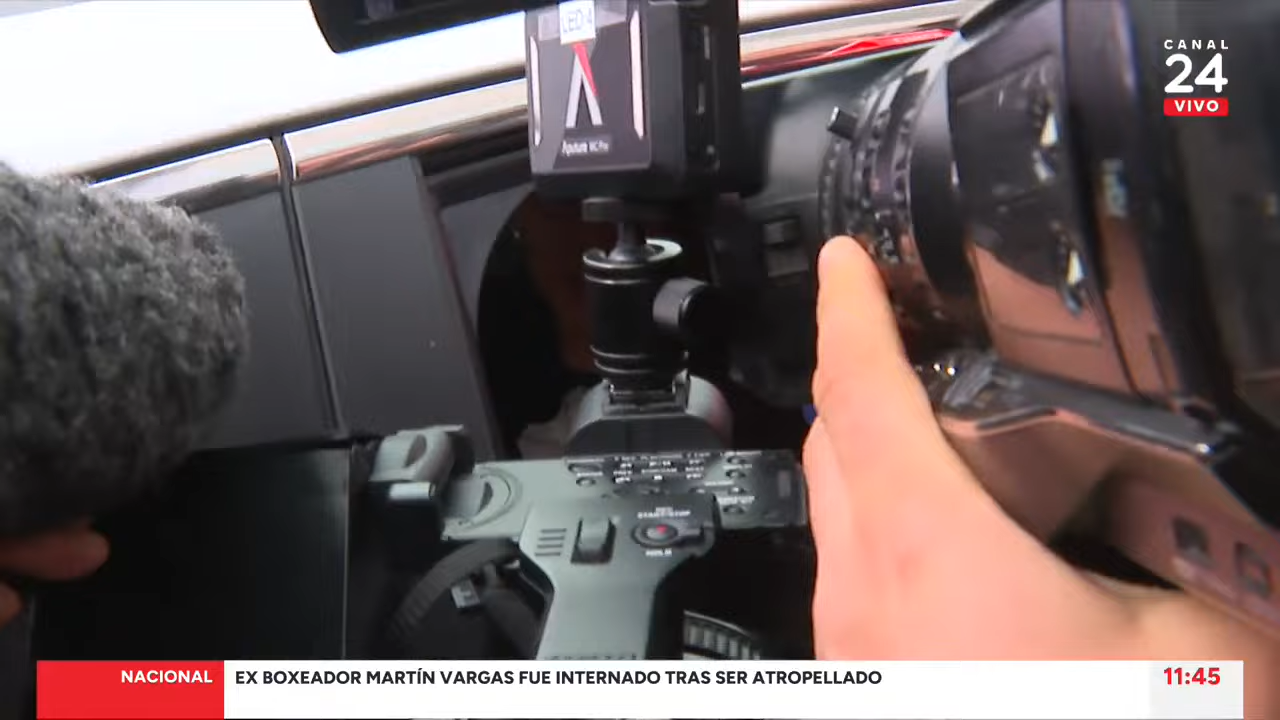 LED 4
Aputure MC Pro
CANAL
24
VIVO
START/STOP
HOLD
NACIONAL
EX BOXEADOR MARTÍN VARGAS FUE INTERNADO TRAS SER ATROPELLADO
11:45